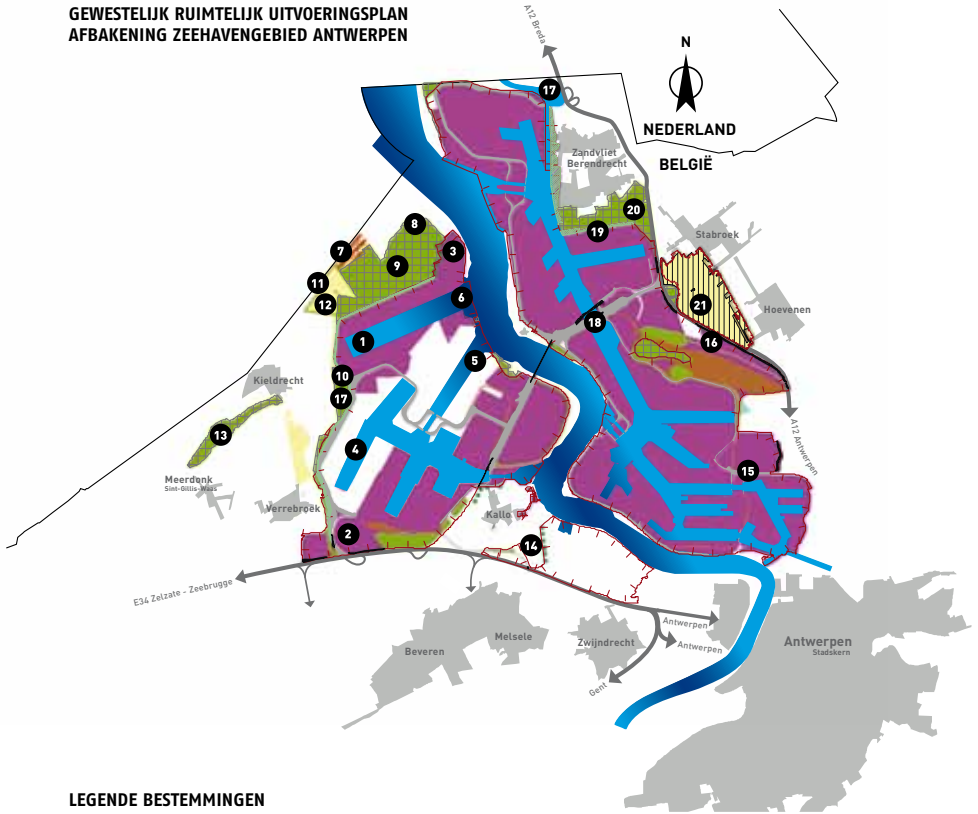 GEWESTELIJK RUIMTELIJK UITVOERINGSPLAN
AFBAKENING ZEEHAVENGEBIED ANTWERPEN
A12 Breda
N
17
NEDERLAND
BELGIË
Zandvliet
Berendrecht
20
19
Stabroek
8
7
3
9
11
12
6
21
Hoevenen
18
1
16
5
10
Kieldrecht
17
13
4
A12 Antwerpen
15
Meerdonk
Sint-Gillis-Waas
Verrebroek
Kallo
2
14
E34 Zelzate - Zeebrugge
Antwerpen
Antwerpen
Gent
Beveren
Melsele
Zwijndrecht
Antwerpen
Stadskern
LEGENDE BESTEMMINGEN